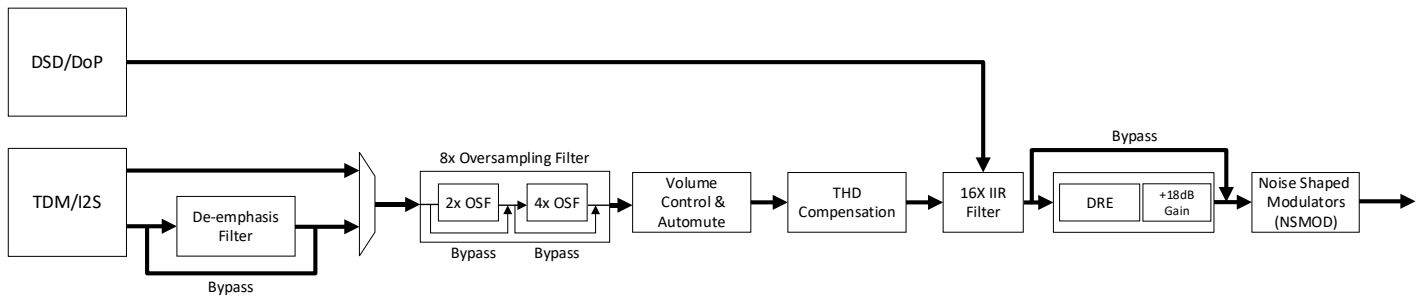 DSD/DoP
TDM/I2S
De-emphasis
Filter
Bypass
8x Oversampling Filter
2x OSF
4x OSF
Bypass
Bypass
Volume
Control &
Automute
THD
Compensation
16X IIR
Filter
Bypass
DRE
+18dB
Gain
Noise Shaped
Modulators
(NSMOD)